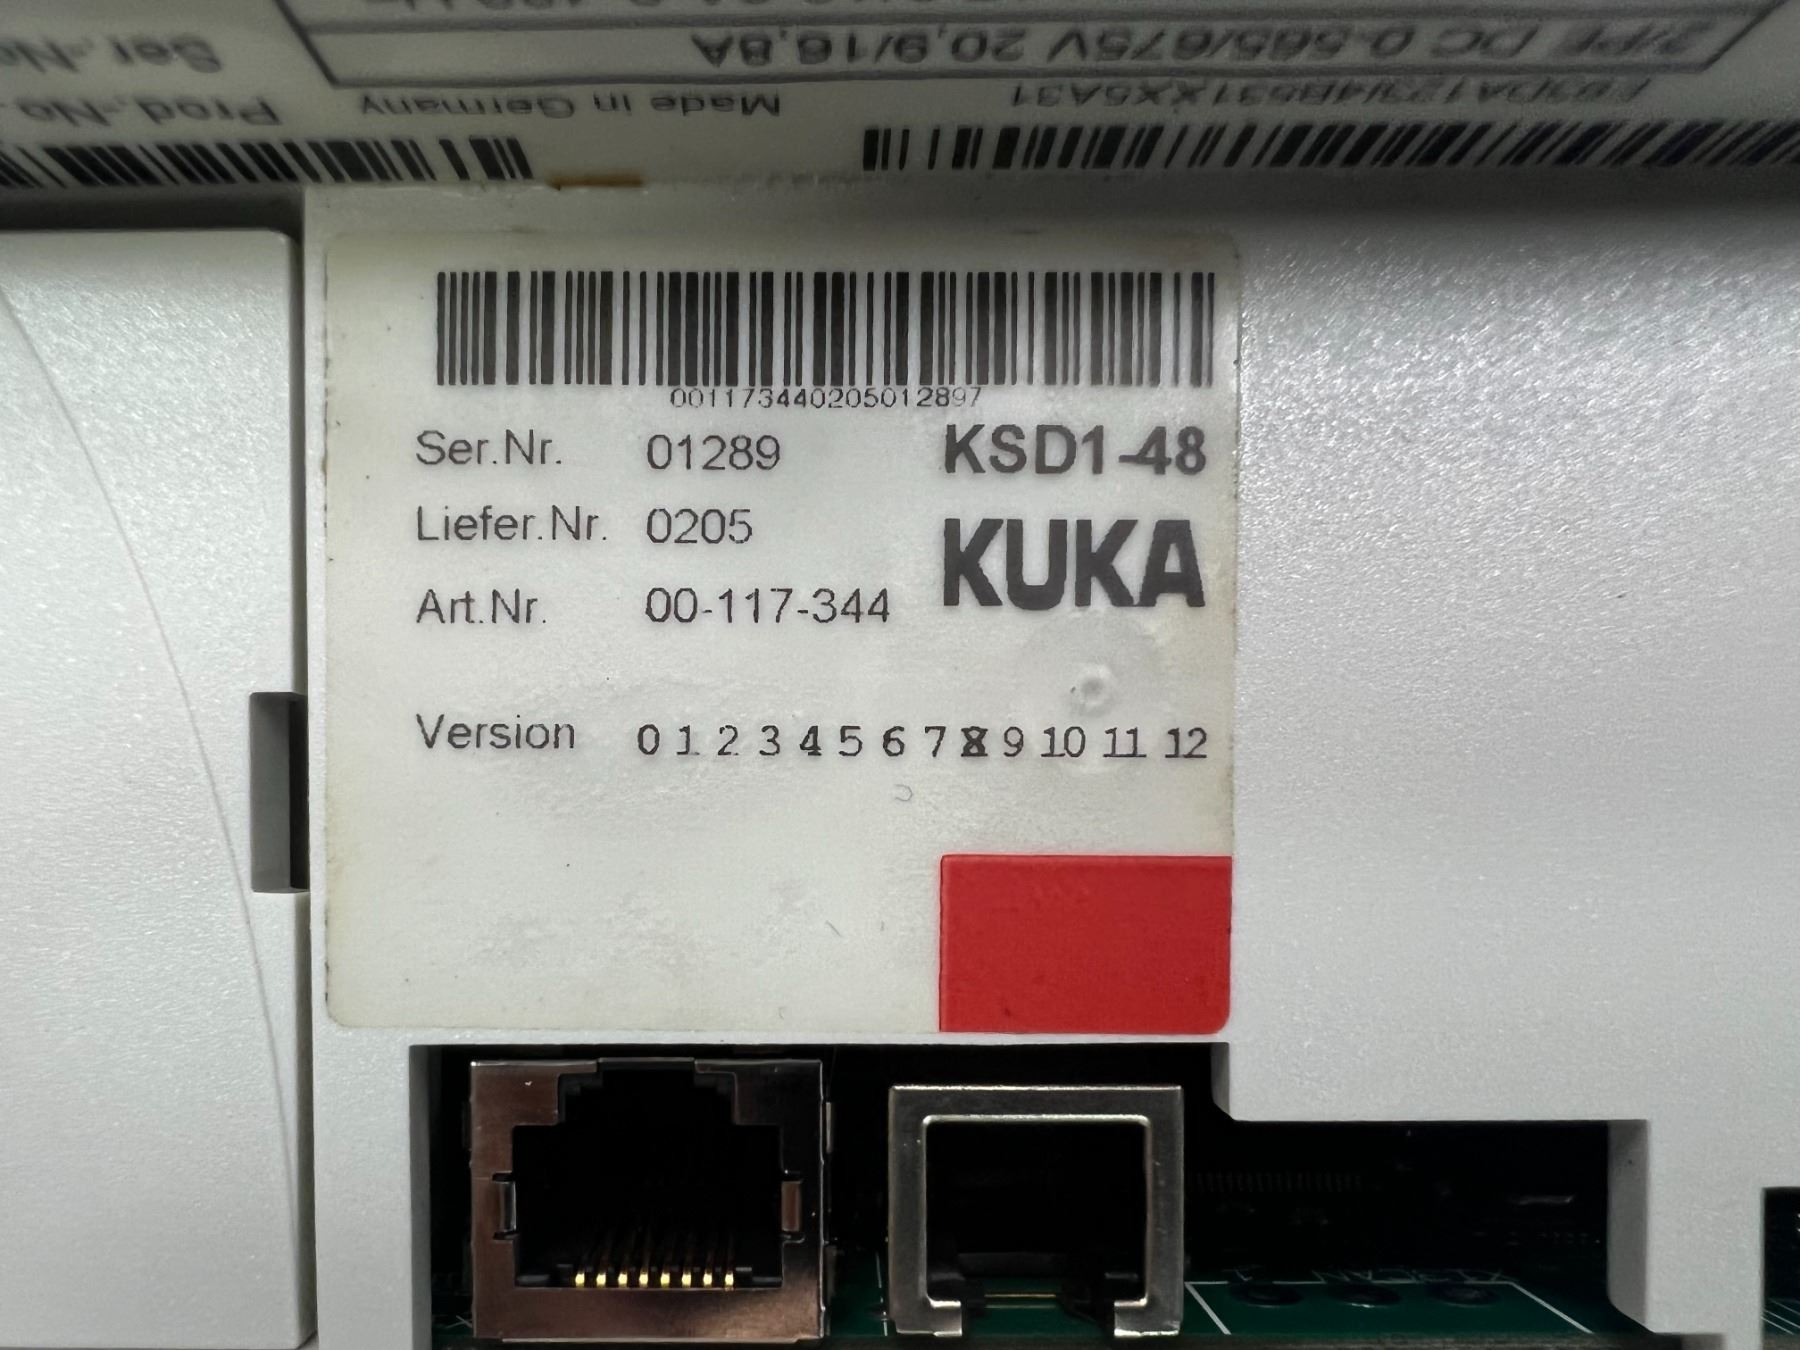 2/PE DC 0-565/675V 20,9/16,8A
Ser.-No.
Prod.-No.
Made in Germany
001173440205012897
Ser.Nr. 01289 KSD1-48
Liefer.Nr. 0205
KUKA
Art.Nr. 00-117-344
Version 0 1 2 3 4 5 6 7 8 9 10 11 12